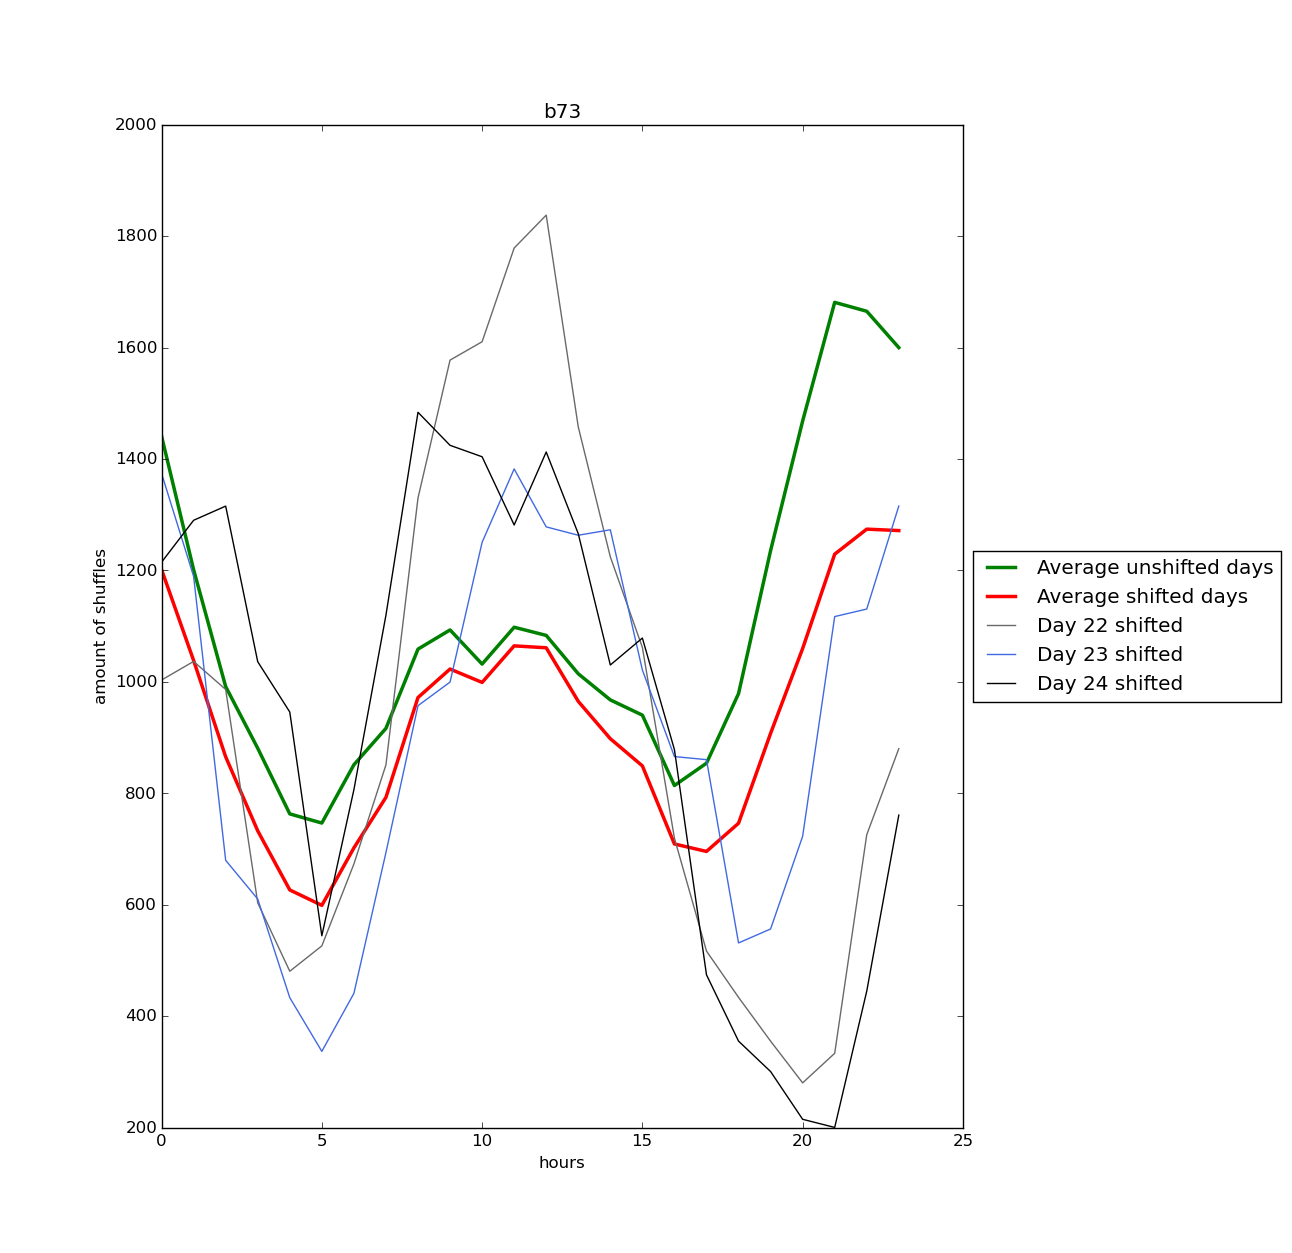 b73
2000
1800
1600
1400
1200
1000
800
600
400
200
amount of shuffles
0 5 10 15 20 25
hours
Average unshifted days
Average shifted days
Day 22 shifted
Day 23 shifted
Day 24 shifted